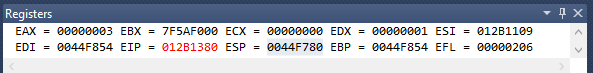 Registers
EAX = 00000003 EBX = 7F5AF000 ECX = 00000000 EDX = 00000001 ESI = 012B1109
EDI = 0044F854 EIP = 012B1380 ESP = 0044F780 EBP = 0044F854 EFL = 00000206